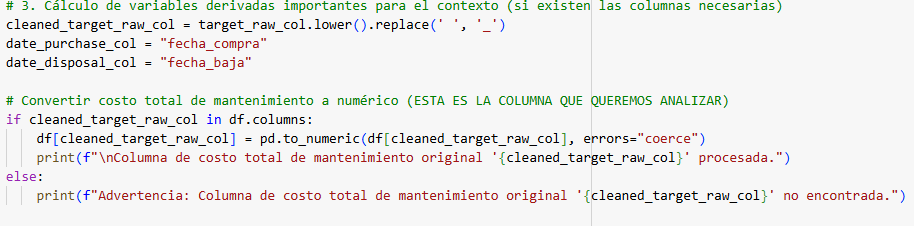 # 3. Cálculo de variables derivadas importantes para el contexto (si existen las columnas necesarias)
cleaned_target_raw_col = target_raw_col.lower().replace(' ', '_')
date_purchase_col = "fecha_compra"
date_disposal_col = "fecha_baja"
# Convertir costo total de mantenimiento a numérico (ESTA ES LA COLUMNA QUE QUEREMOS ANALIZAR)
if cleaned_target_raw_col in df.columns:
    df[cleaned_target_raw_col] = pd.to_numeric(df[cleaned_target_raw_col], errors="coerce")
    print(f"\nColumna de costo total de mantenimiento original '{cleaned_target_raw_col}' procesada.")
else:
    print(f"Advertencia: Columna de costo total de mantenimiento original '{cleaned_target_raw_col}' no encontrada.")